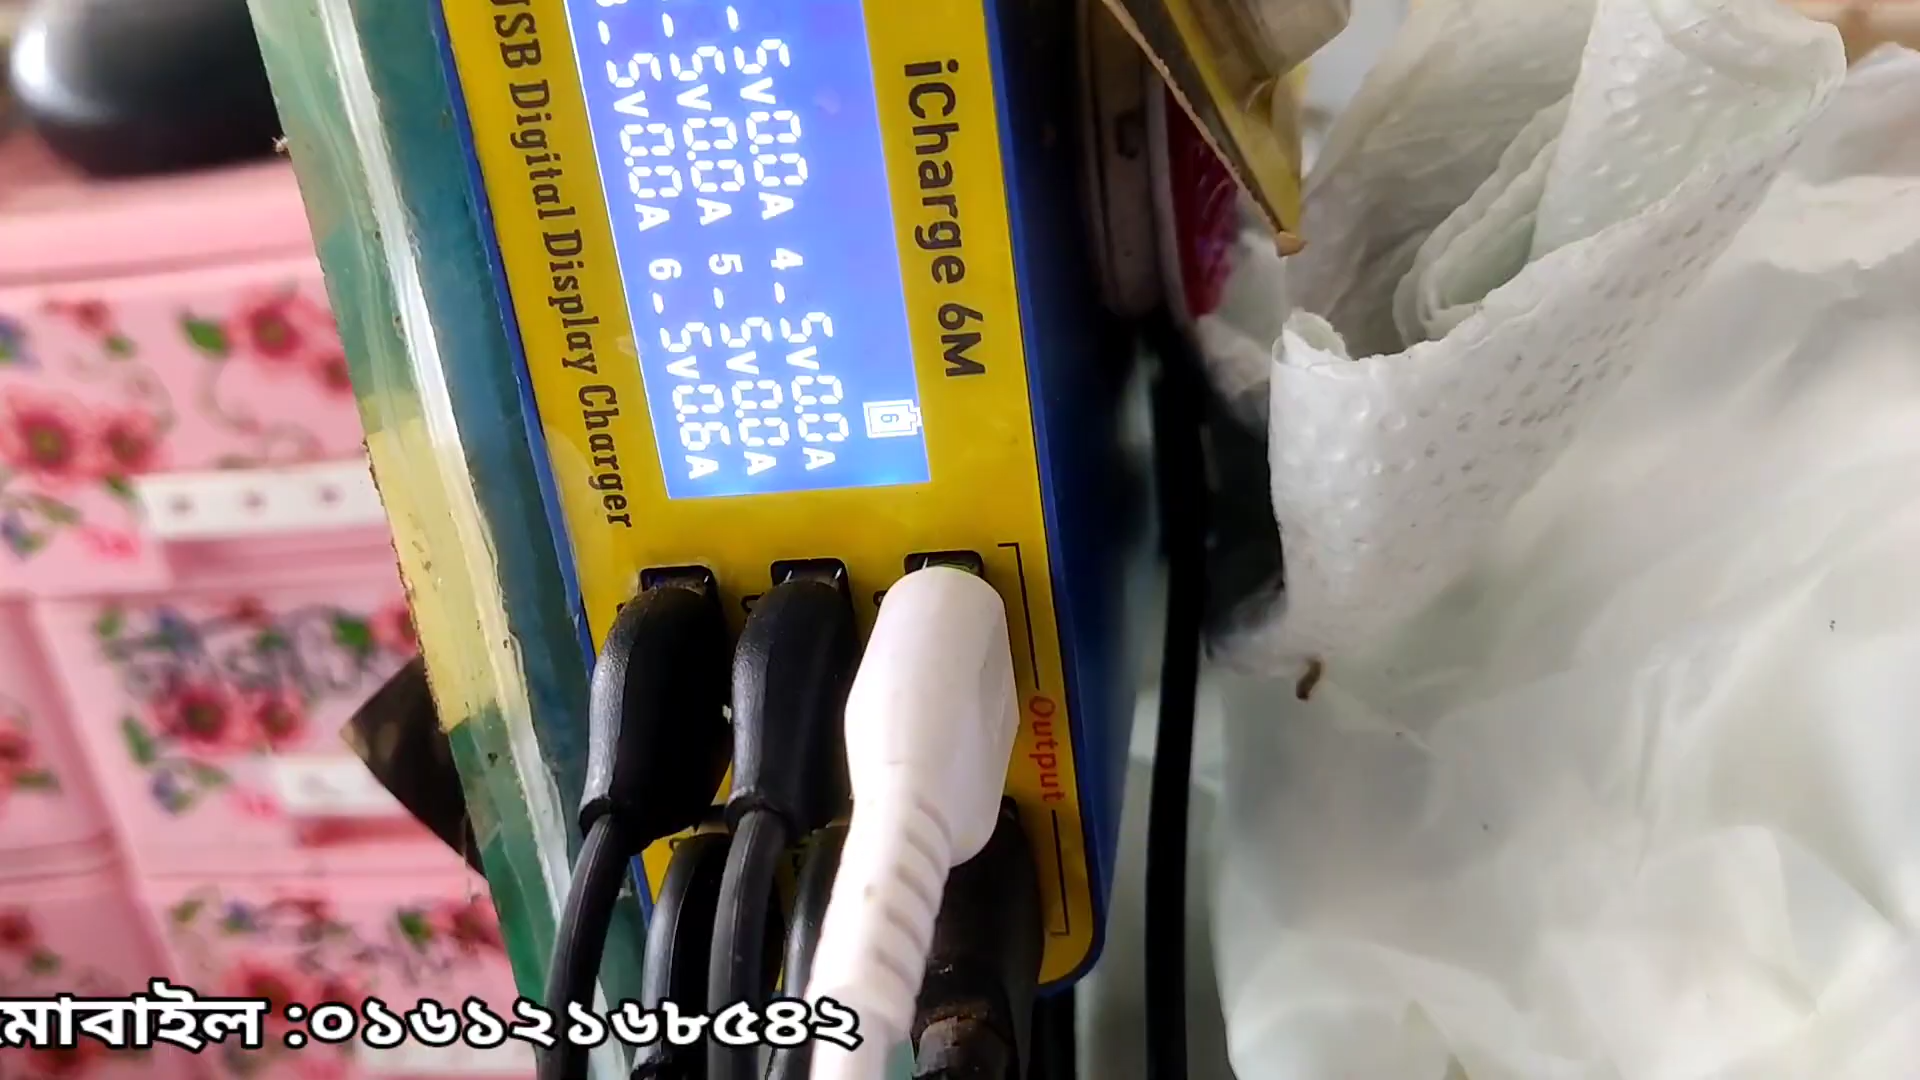 iCharge 6M
6
-5v0.0A 4-5v0.0A
-5v0.0A 5-5v0.0A
-5v0.0A 6-5v0.6A
USB Digital Display Charger
Output
মোবাইল :০১৬১২১৬৮৫৪২